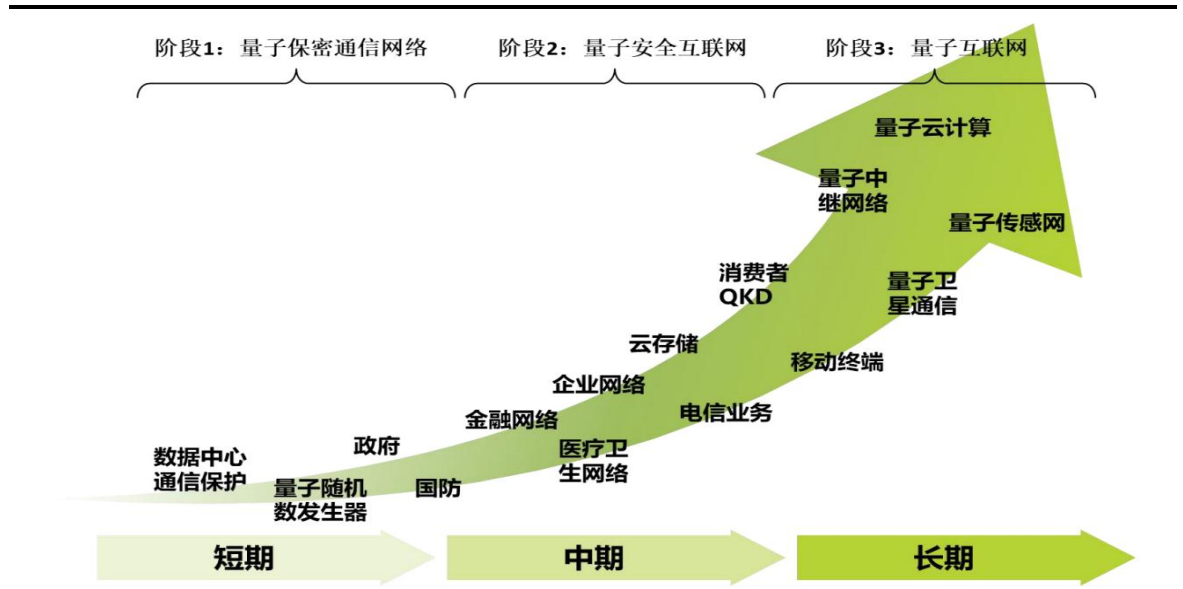 阶段1：量子保密通信网络
阶段2：量子安全互联网
阶段3：量子互联网
量子云计算
量子中
继网络
量子传感网
消费者
QKD
量子卫
星通信
云存储
移动终端
企业网络
电信业务
金融网络
医疗卫
生网络
政府
数据中心
通信保护
量子随机
数发生器
国防
短期
中期
长期